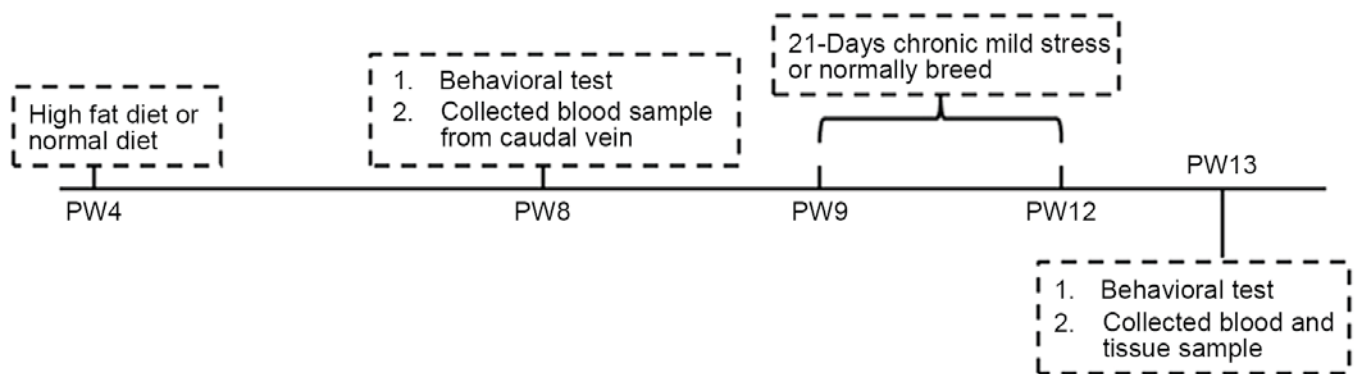 High fat diet or
normal diet
1. Behavioral test
2. Collected blood sample
from caudal vein
21-Days chronic mild stress
or normally breed
PW4
PW8
PW9
PW12
PW13
1. Behavioral test
2. Collected blood and
tissue sample